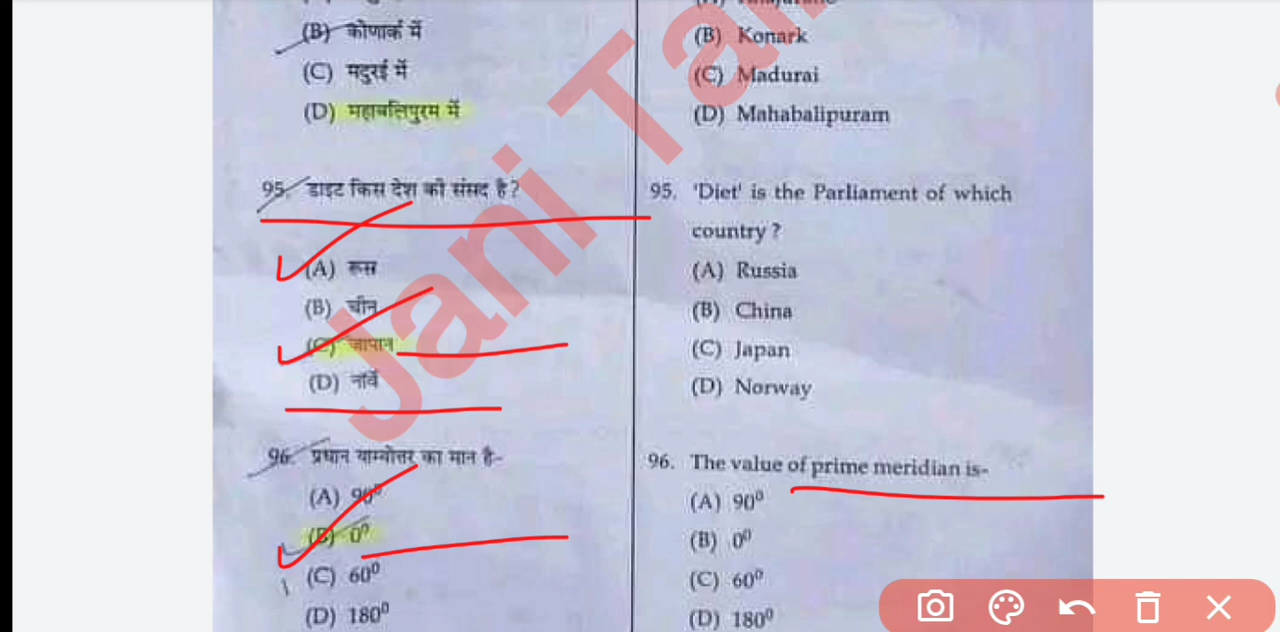 (B) कोणार्क में
(C) मदुरई में
(D) महाबलिपुरम में
95. डाइट किस देश की संसद है?
(A) रूस
(B) चीन
(C) जापान
(D) नॉर्वे
96. प्रधान याम्योत्तर का मान है-
(A) 90⁰
(B) 0⁰
(C) 60⁰
(D) 180⁰
(B) Konark
(C) Madurai
(D) Mahabalipuram
95. 'Diet' is the Parliament of which
country ?
(A) Russia
(B) China
(C) Japan
(D) Norway
96. The value of prime meridian is-
(A) 90⁰
(B) 0⁰
(C) 60⁰
(D) 180⁰
Jani